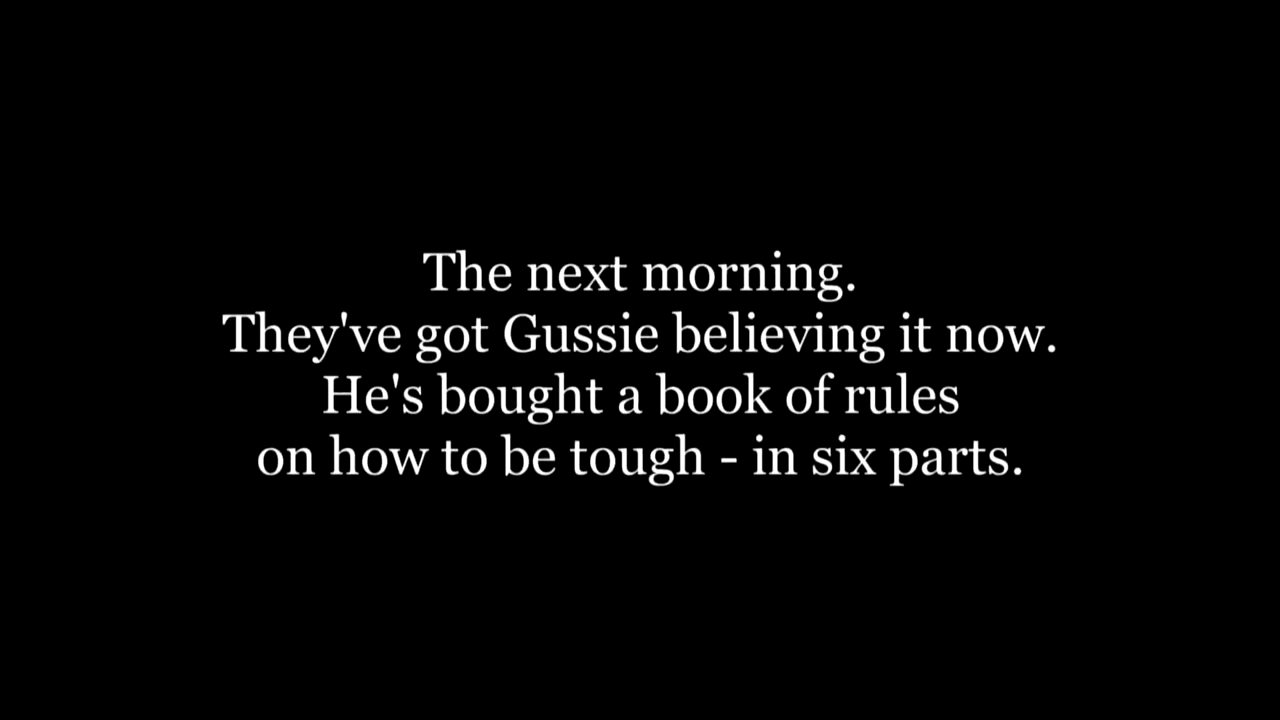 The next morning.
They've got Gussie believing it now.
He's bought a book of rules
on how to be tough - in six parts.